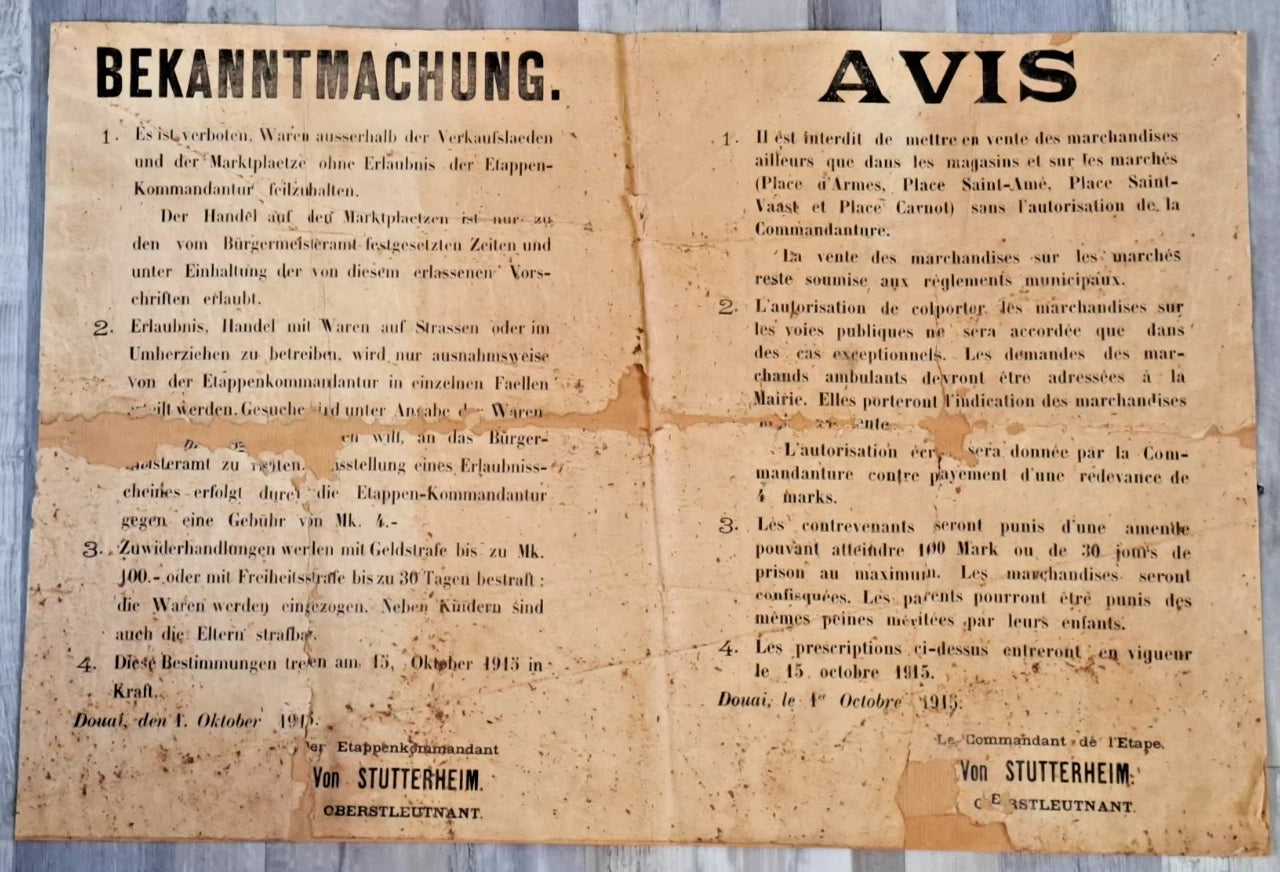 BEKANNTMACHUNG.
1. Es ist verboten, Waren ausserhalb der Verkaufslaeden
und der Marktplaetze ohne Erlaubnis der Etappen-
Kommandantur feilzuhalten.
Der Handel auf den Marktplaetzen ist nur zu
den vom Bürgermeisteramt festgesetzten Zeiten und
unter Einhaltung der von diesem erlassenen Vors-
chriften erlaubt.
2. Erlaubnis, Handel mit Waren auf Strassen oder im
Umherziehen zu betreiben, wird nur ausnahmsweise
von der Etappenkommandantur in einzelnen Faellen
werden. Gesuche unter Angabe der Waren
will, an das Bürger-
zu eines Erlaubniss-
cheines erfolgt durch die Etappen-Kommandantur
gegen eine Gebühr von Mk. 4.-
3. Zuwiderhandlungen werden mit Geldstrafe bis zu Mk.
100.- oder mit Freiheitsstrafe bis zu 30 Tagen bestraft ;
die Waren werden eingezogen. Neben Kindern sind
auch die Eltern strafbar.
4. Diese Bestimmungen treten am 15. Oktober 1915 in
Kraft.
Douai, den 1. Oktober 1915.
Etappenkommandant
Von STUTTERHEIM.
OBERSTLEUTNANT.
AVIS
1. Il est interdit de mettre en vente des marchandises
ailleurs que dans les magasins et sur les marchés
(Place d'Armes, Place Saint-Amé, Place Saint-
Vaast et Place Carnot) sans l'autorisation de la
Commandanture.
La vente des marchandises sur les marchés
reste soumise aux règlements municipaux.
2. L'autorisation de colporter les marchandises sur
les voies publiques ne sera accordée que dans
des cas exceptionnels. Les demandes des mar-
chands ambulants devront être adressées à la
Mairie. Elles porteront l'indication des marchandises
L'autorisation sera donnée par la Com-
mandanture contre payement d'une redevance de
4 marks.
3. Les contrevenants seront punis d'une amende
pouvant atteindre 100 Mark ou de 30 jours de
prison au maximum. Les marchandises seront
confisquées. Les parents pourront être punis des
mêmes peines méritées par leurs enfants.
4. Les prescriptions ci-dessus entreront en vigueur
le 15 octobre 1915.
Douai, le 1er Octobre 1915.
Le Commandant de l'Etape.
Von STUTTERHEIM.
OBERSTLEUTNANT.